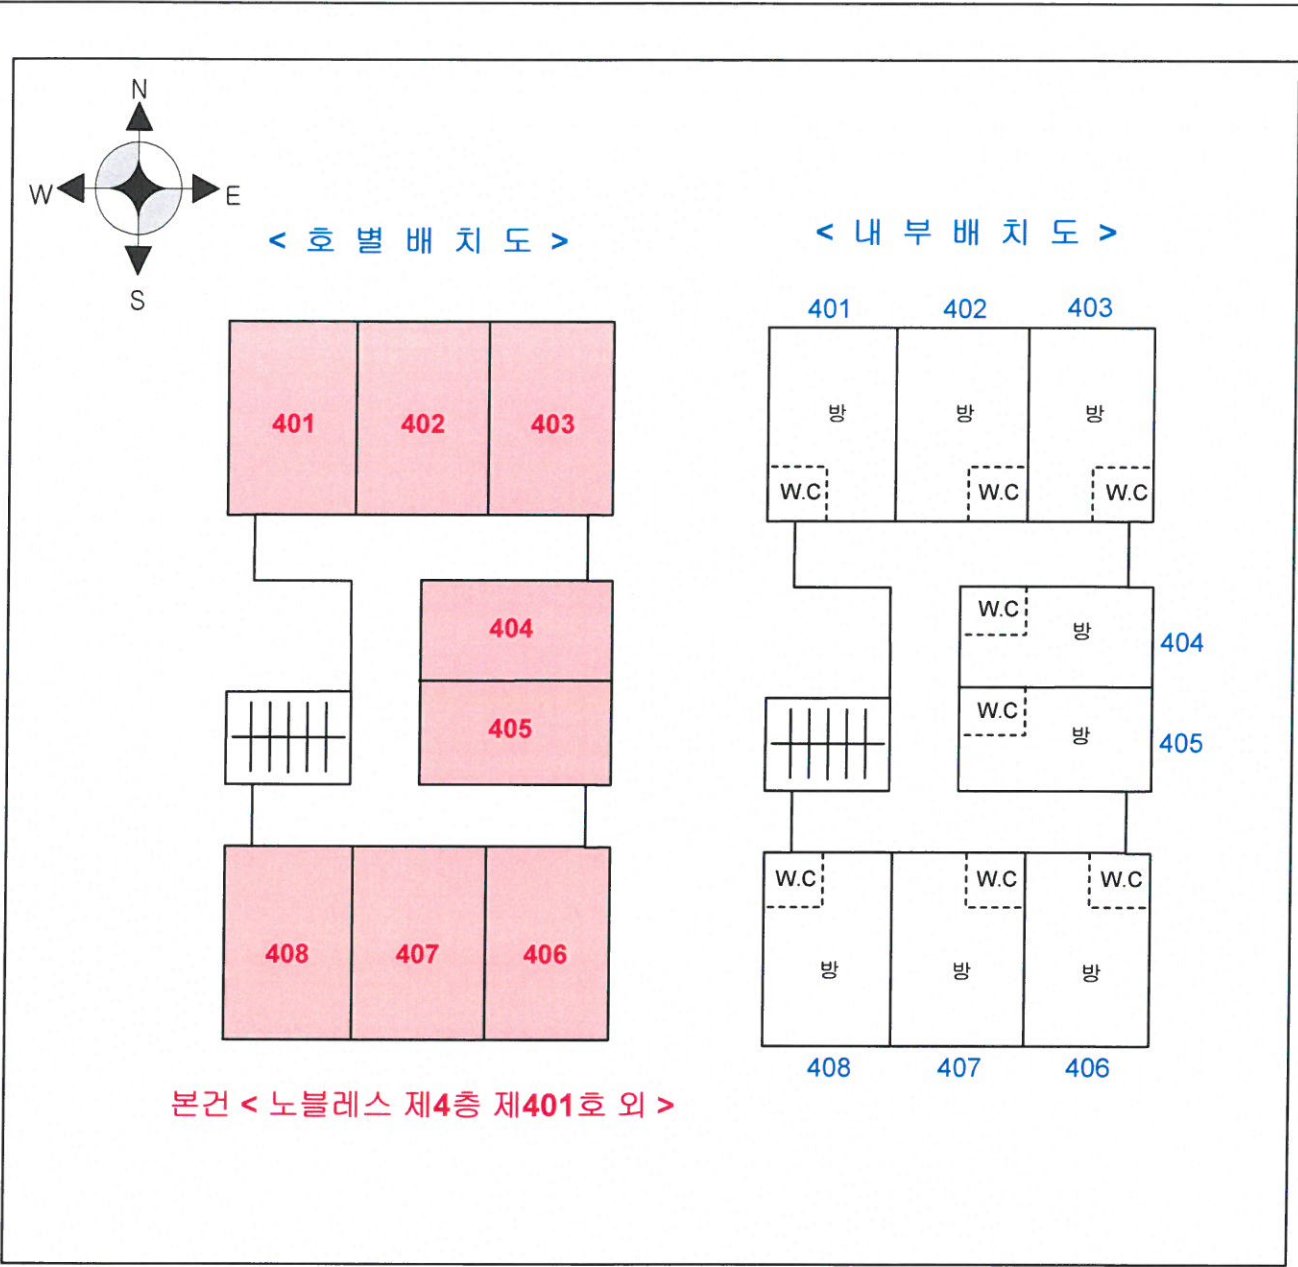 N
W E
S
< 호 별 배 치 도 >
401 402 403
404
405
408 407 406
본건 < 노블레스 제4층 제401호 외 >
< 내 부 배 치 도 >
401 402 403
방 방 방
W.C W.C W.C
W.C 방 404
W.C 방 405
W.C W.C W.C
방 방 방
408 407 406